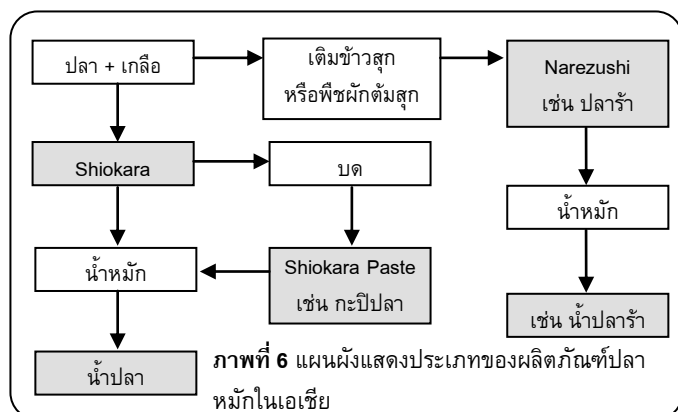 ปลา + เกลือ
เติมข้าวสุก
หรือพืชผักต้มสุก
Narezushi
เช่น ปลาร้า
Shiokara
บด
น้ำหมัก
น้ำหมัก
Shiokara Paste
เช่น กะปิปลา
เช่น น้ำปลาร้า
น้ำปลา
ภาพที่ 6 แผนผังแสดงประเภทของผลิตภัณฑ์ปลา
หมักในเอเชีย